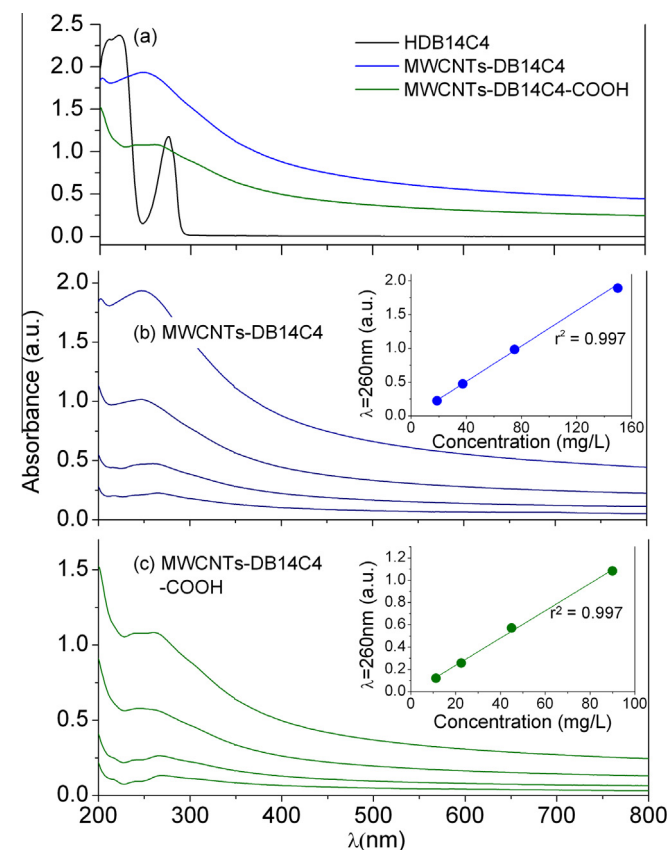 (a)
HDB14C4
MWCNTs-DB14C4
MWCNTs-DB14C4-COOH
2.5
2.0
1.5
1.0
0.5
0.0
Absorbance (a.u.)
(b) MWCNTs-DB14C4
2.0
1.5
1.0
0.5
0.0
λ=260nm (a.u.)
2.0
1.5
1.0
0.5
0.0
r² = 0.997
0 40 80 120 160
Concentration (mg/L)
(c) MWCNTs-DB14C4
-COOH
1.5
1.0
0.5
0.0
λ=260nm (a.u.)
1.2
1.0
0.8
0.6
0.4
0.2
0.0
r² = 0.997
0 20 40 60 80 100
Concentration (mg/L)
200 300 400 500 600 700 800
λ(nm)